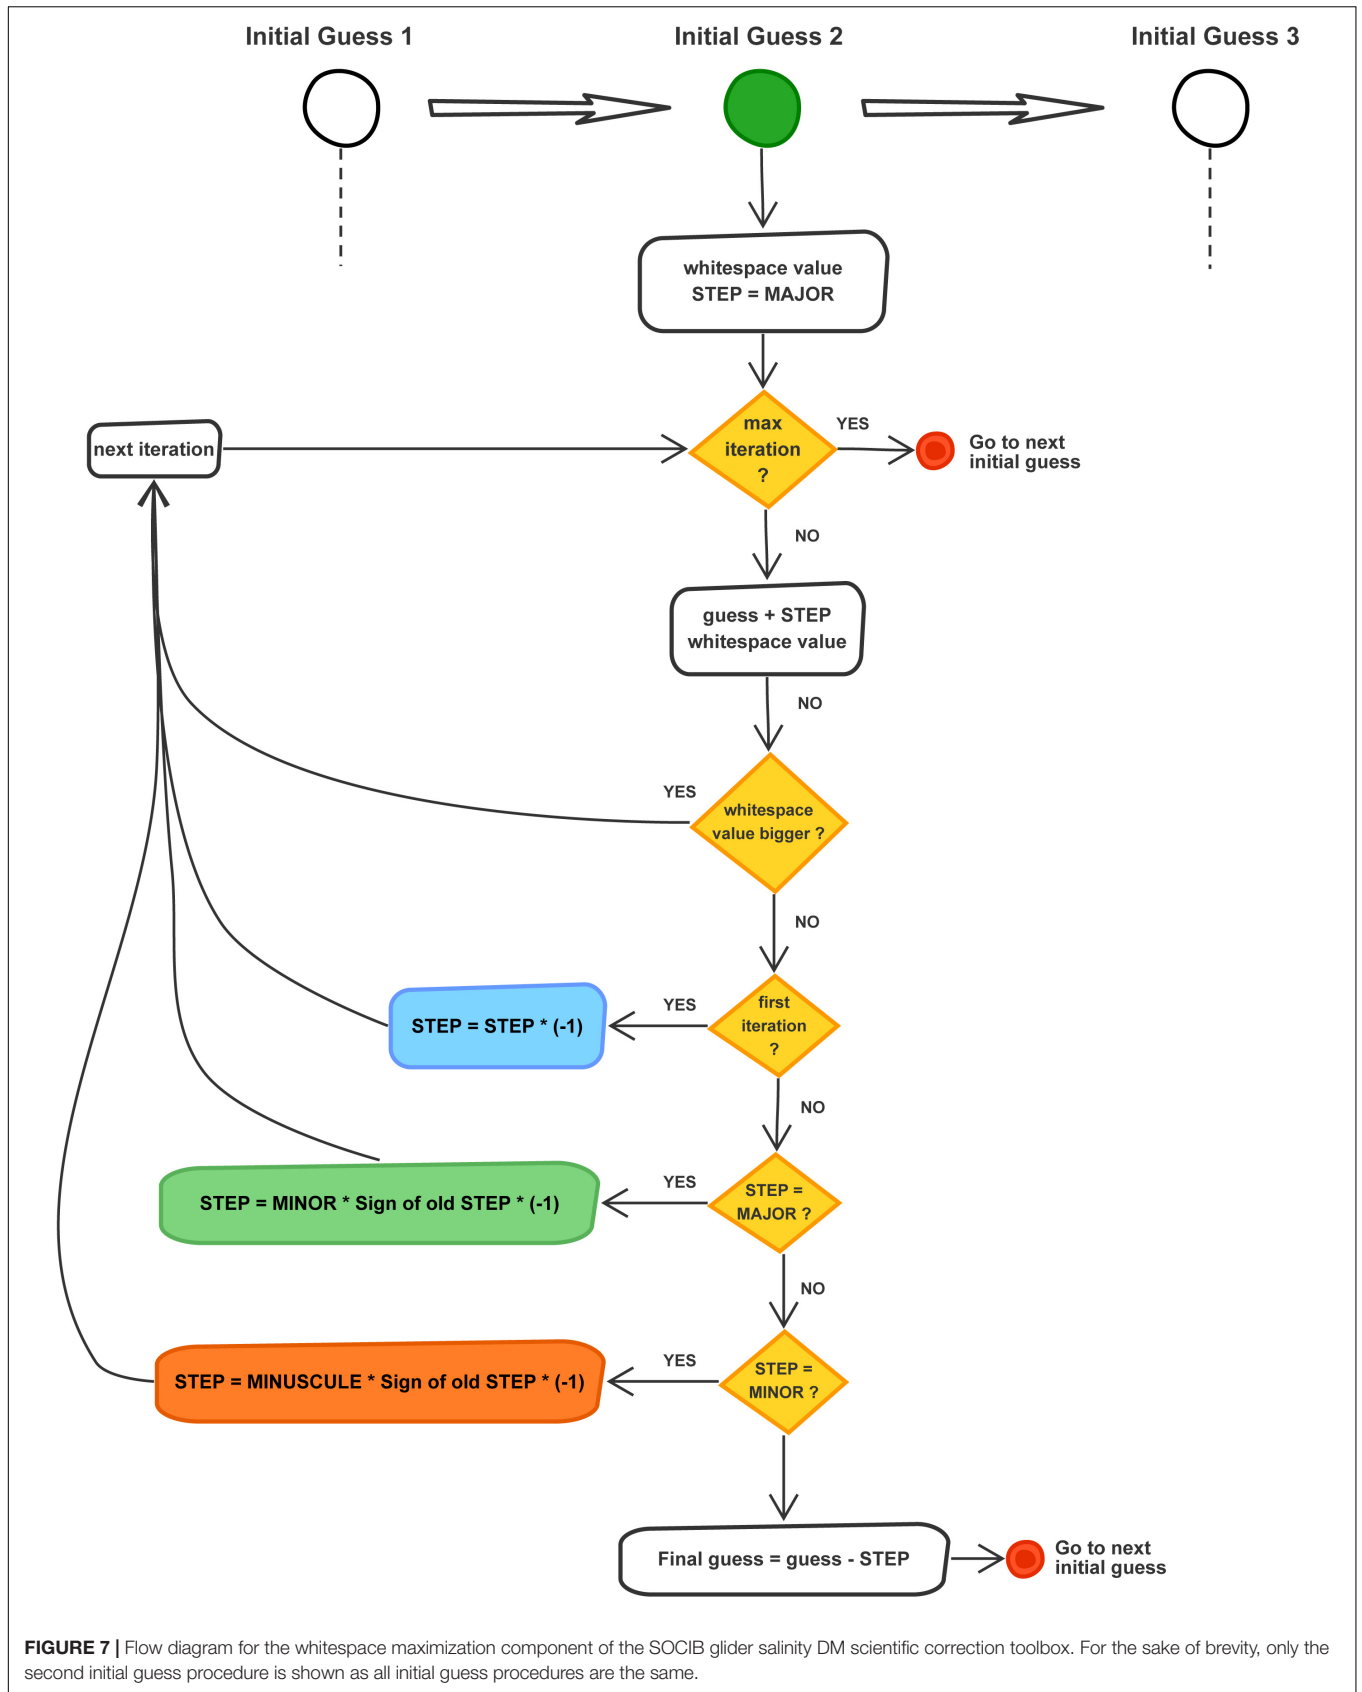 Initial Guess 1
Initial Guess 2
Initial Guess 3
whitespace value
STEP = MAJOR
next iteration
max
iteration
?
YES
Go to next
initial guess
NO
guess + STEP
whitespace value
NO
YES
whitespace
value bigger ?
NO
STEP = STEP * (-1)
YES
first
iteration
?
NO
STEP = MINOR * Sign of old STEP * (-1)
YES
STEP =
MAJOR ?
NO
STEP = MINUSCULE * Sign of old STEP * (-1)
YES
STEP =
MINOR ?
Final guess = guess - STEP
Go to next
initial guess
FIGURE 7 | Flow diagram for the whitespace maximization component of the SOCIB glider salinity DM scientific correction toolbox. For the sake of brevity, only the
second initial guess procedure is shown as all initial guess procedures are the same.